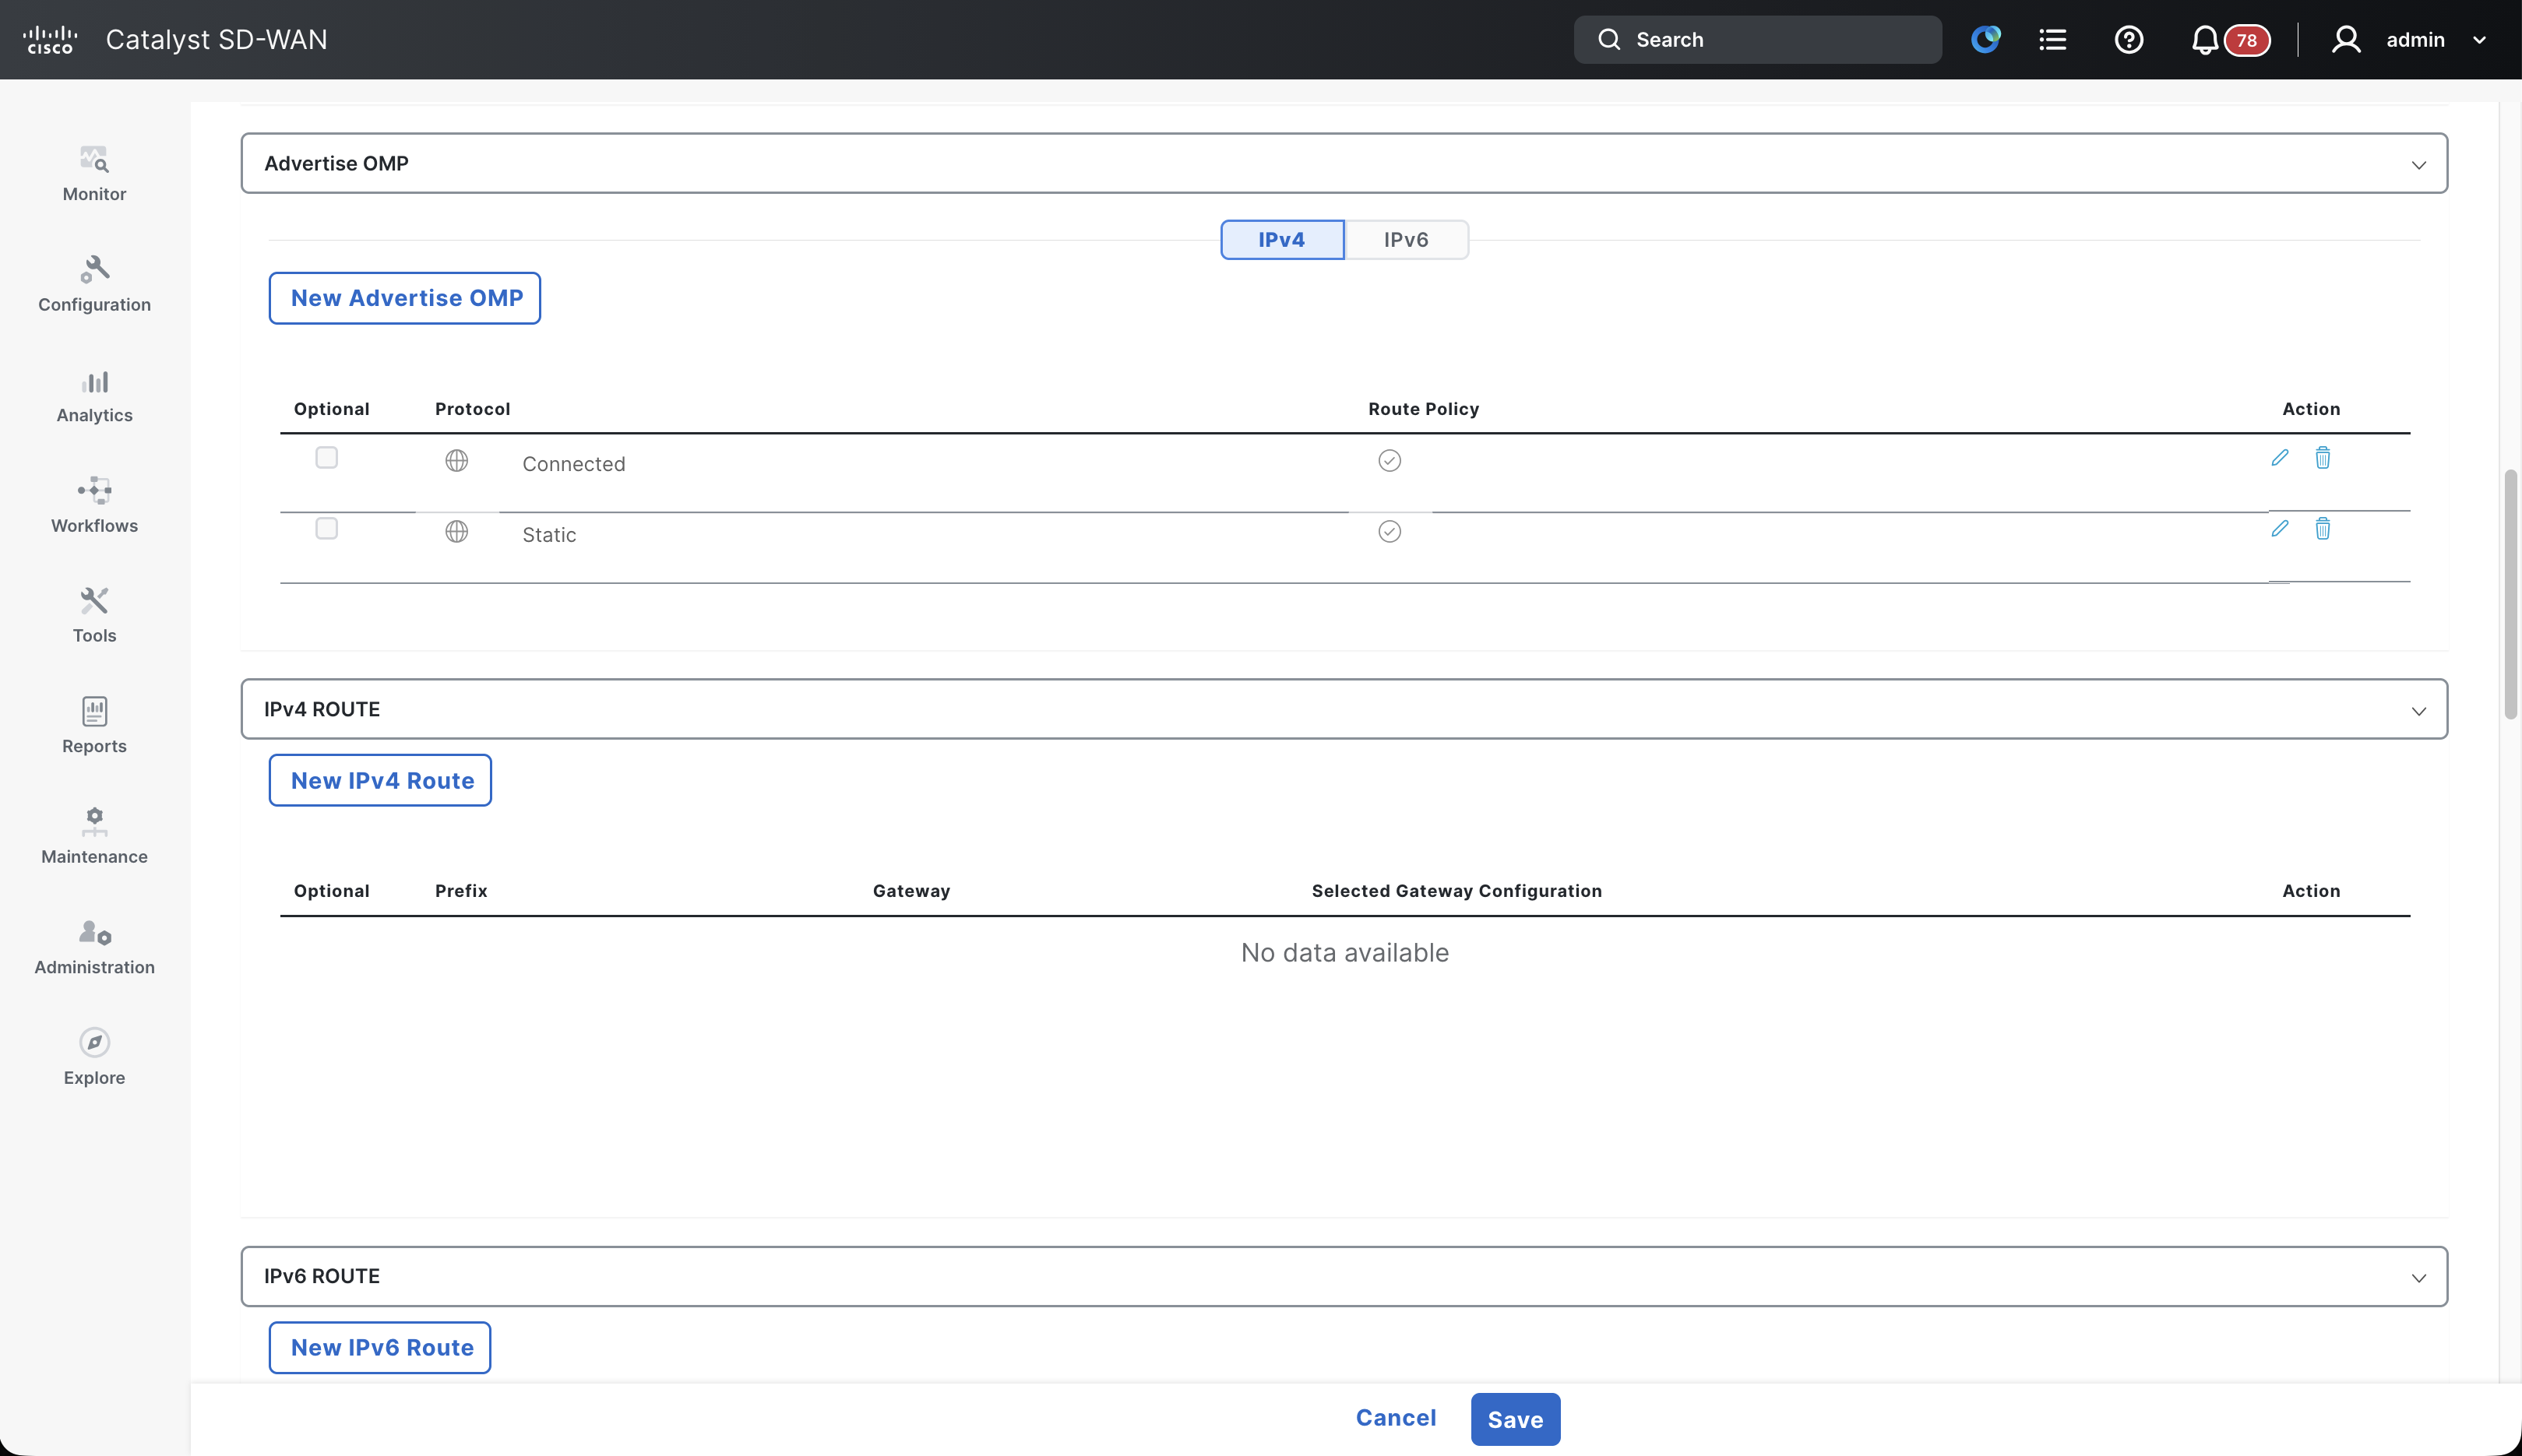 cisco
Catalyst SD-WAN
Search
78
admin
Monitor
Configuration
Analytics
Workflows
Tools
Reports
Maintenance
Administration
Explore
Advertise OMP
IPv4 IPv6
New Advertise OMP
Optional Protocol Route Policy Action
Connected
Static
IPv4 ROUTE
New IPv4 Route
Optional Prefix Gateway Selected Gateway Configuration Action
No data available
IPv6 ROUTE
New IPv6 Route
Cancel Save